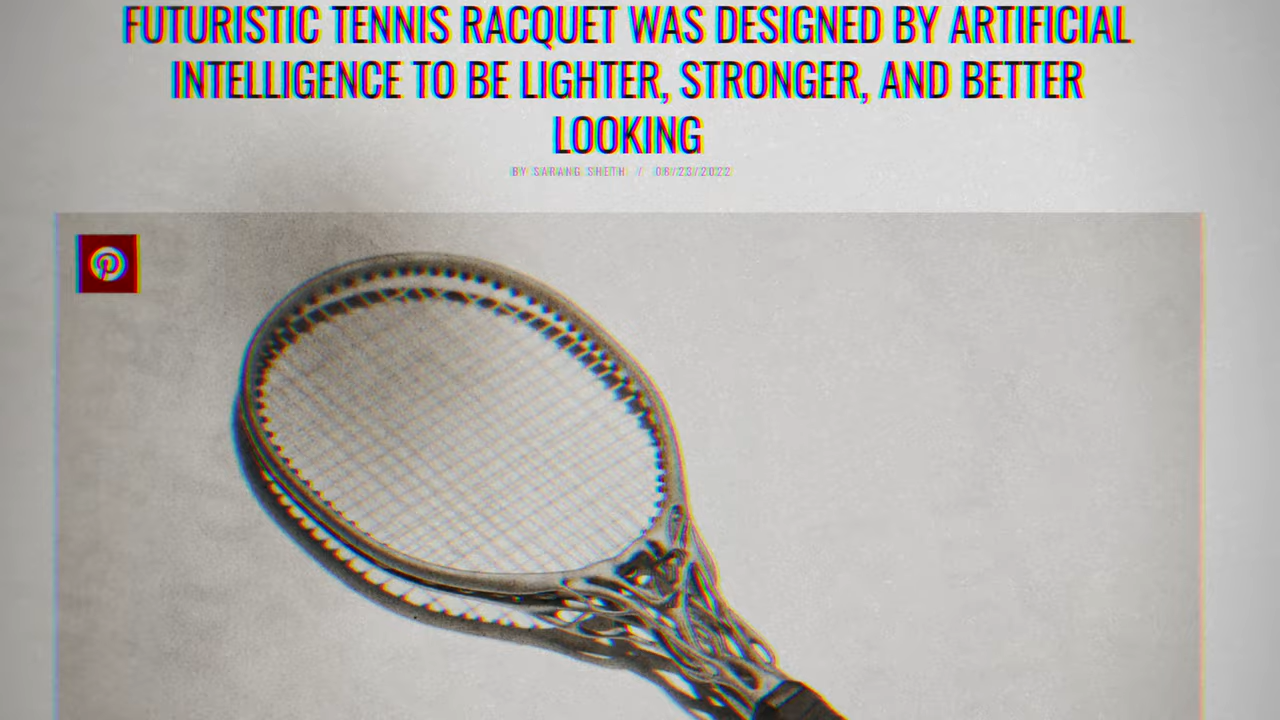 FUTURISTIC TENNIS RACQUET WAS DESIGNED BY ARTIFICIAL
INTELLIGENCE TO BE LIGHTER, STRONGER, AND BETTER
LOOKING
BY SARANG SHETH / 06/23/2022